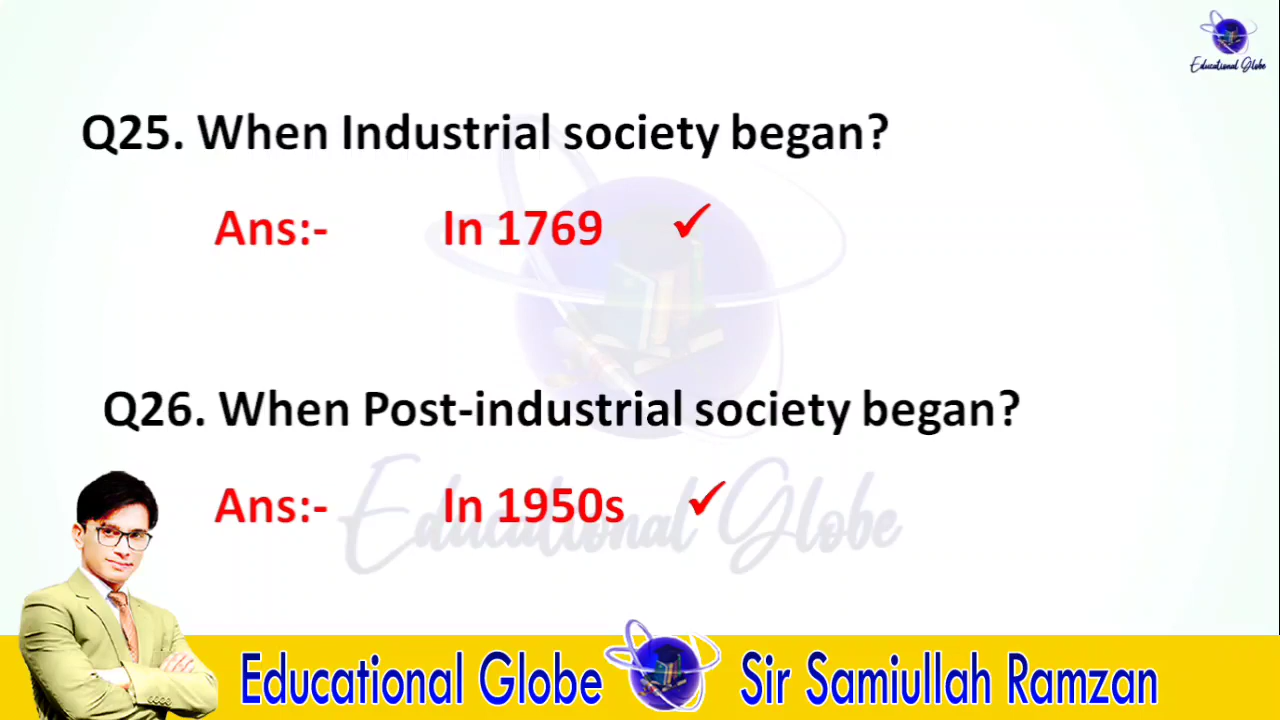 Educational Globe
Q25. When Industrial society began?
Ans:- In 1769 ✓
Q26. When Post-industrial society began?
Ans:- In 1950s ✓
Educational Globe
Educational Globe Sir Samiullah Ramzan